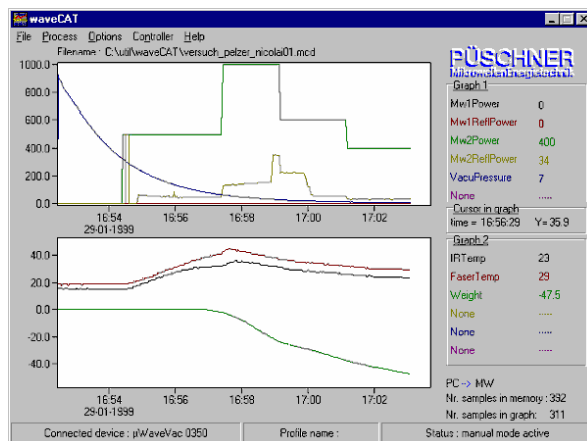 waveCAT
File Process Options Controller Help
Filename : C:\util\waveCAT\versuch_pelzer_nicolai01.mcd
PÜSCHNER
MikrowellenEnergietechnik
Graph 1
Mw1Power 0
Mw1ReflPower 0
Mw2Power 400
Mw2ReflPower 34
VacuPressure 7
None .....
Cursor in graph
time = 16:56:29 Y= 35.9
Graph 2
IRTemp 23
FaserTemp 29
Weight -47.5
None .....
None .....
None .....
PC -> MW
Nr. samples in memory : 392
Nr. samples in graph: 311
1000.0
800.0
600.0
400.0
200.0
0.0
16:54 16:56 16:58 17:00 17:02
29-01-1999
40.0
20.0
0.0
-20.0
-40.0
16:54 16:56 16:58 17:00 17:02
29-01-1999
Connected device : µWaveVac 0350 Profile name : Status : manual mode active